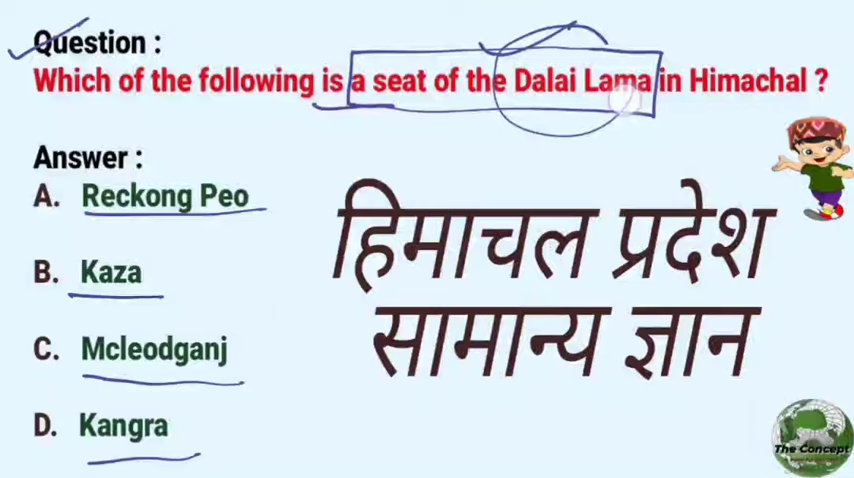 Question :
Which of the following is a seat of the Dalai Lama in Himachal ?
Answer :
A. Reckong Peo
B. Kaza
C. Mcleodganj
D. Kangra
हिमाचल प्रदेश
सामान्य ज्ञान
The Concept